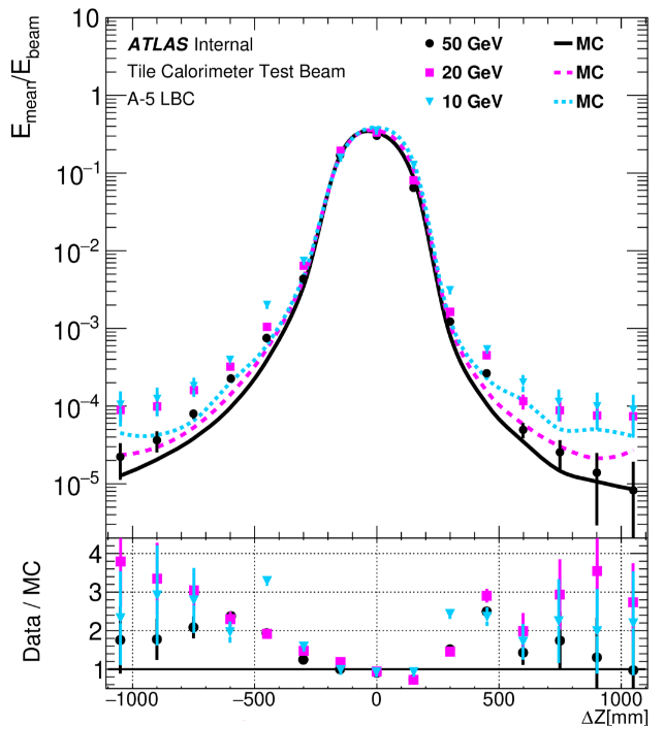 ATLAS Internal
Tile Calorimeter Test Beam
A-5 LBC
50 GeV MC
20 GeV MC
10 GeV MC
E_mean/E_beam
10
1
10⁻¹
10⁻²
10⁻³
10⁻⁴
10⁻⁵
Data / MC
4
3
2
1
−1000 −500 0 500 1000
ΔZ[mm]